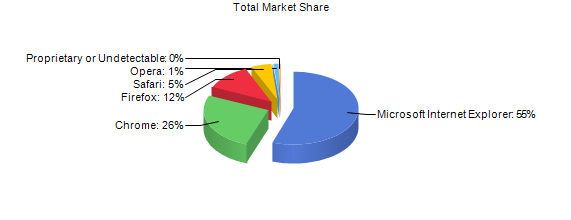 Total Market Share
Proprietary or Undetectable: 0%
Opera: 1%
Safari: 5%
Firefox: 12%
Microsoft Internet Explorer: 55%
Chrome: 26%